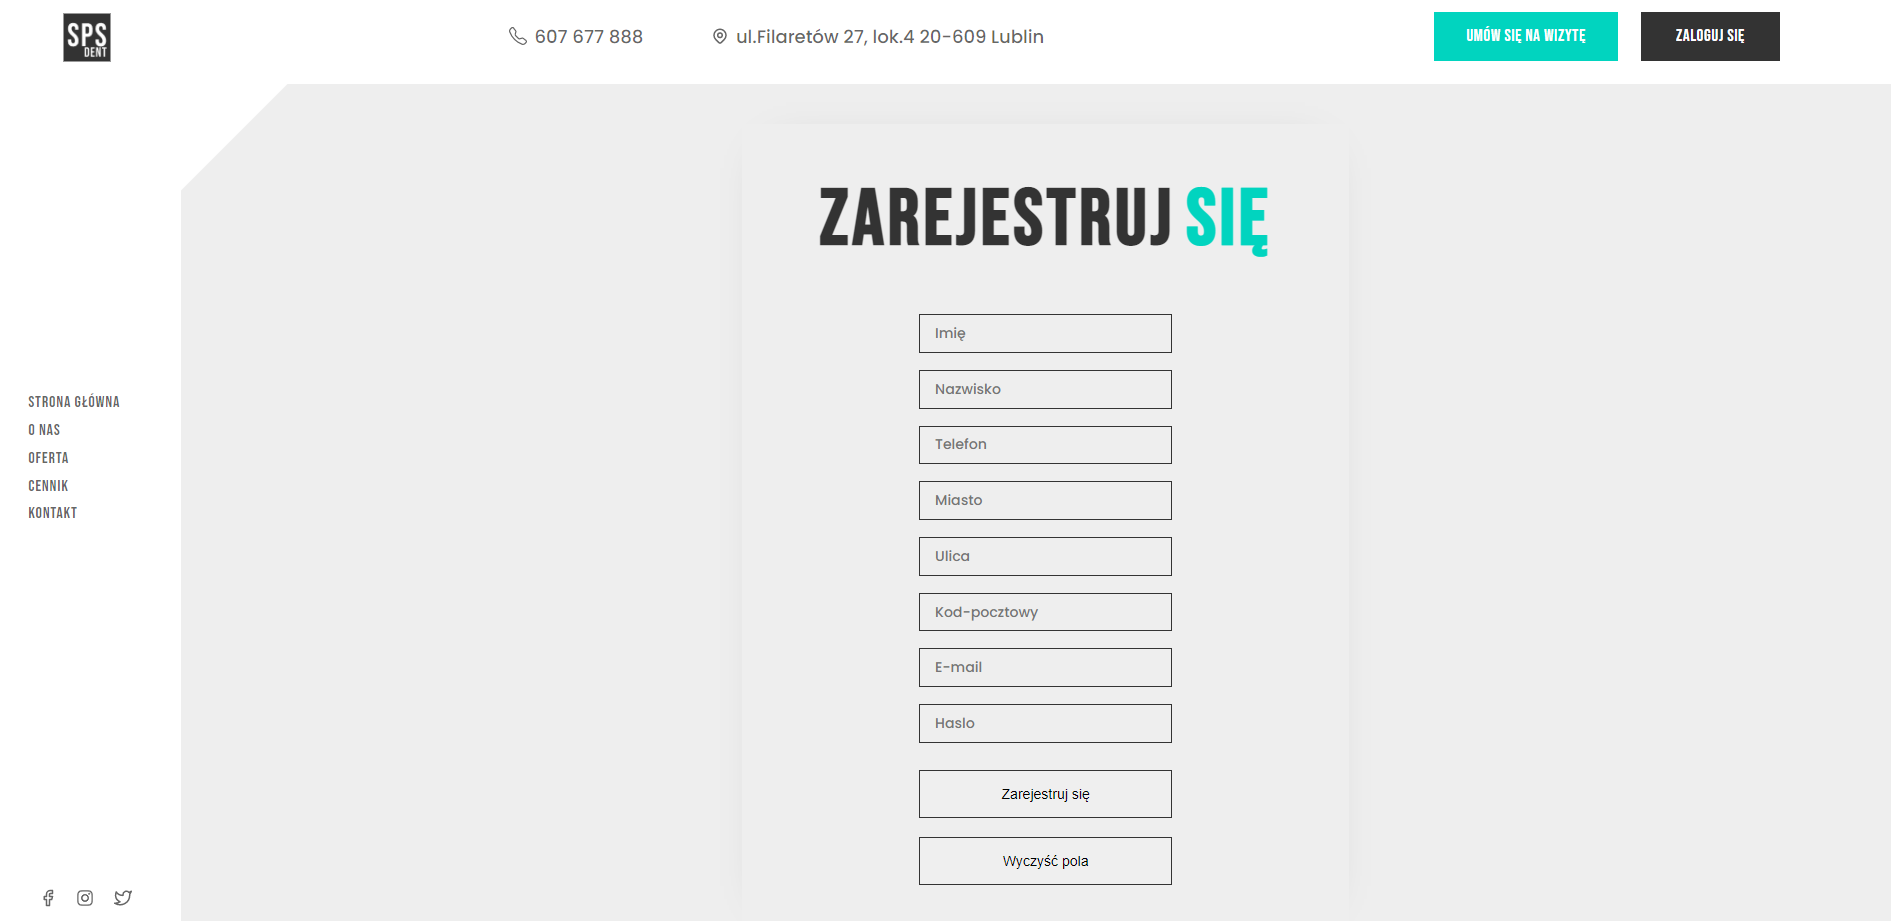 SPS
DENT
607 677 888
ul.Filaretów 27, lok.4 20-609 Lublin
UMÓW SIĘ NA WIZYTĘ
ZALOGUJ SIĘ
ZAREJESTRUJ SIĘ
Imię
Nazwisko
Telefon
Miasto
Ulica
Kod-pocztowy
E-mail
Haslo
Zarejestruj się
Wyczyść pola
STRONA GŁÓWNA
O NAS
OFERTA
CENNIK
KONTAKT